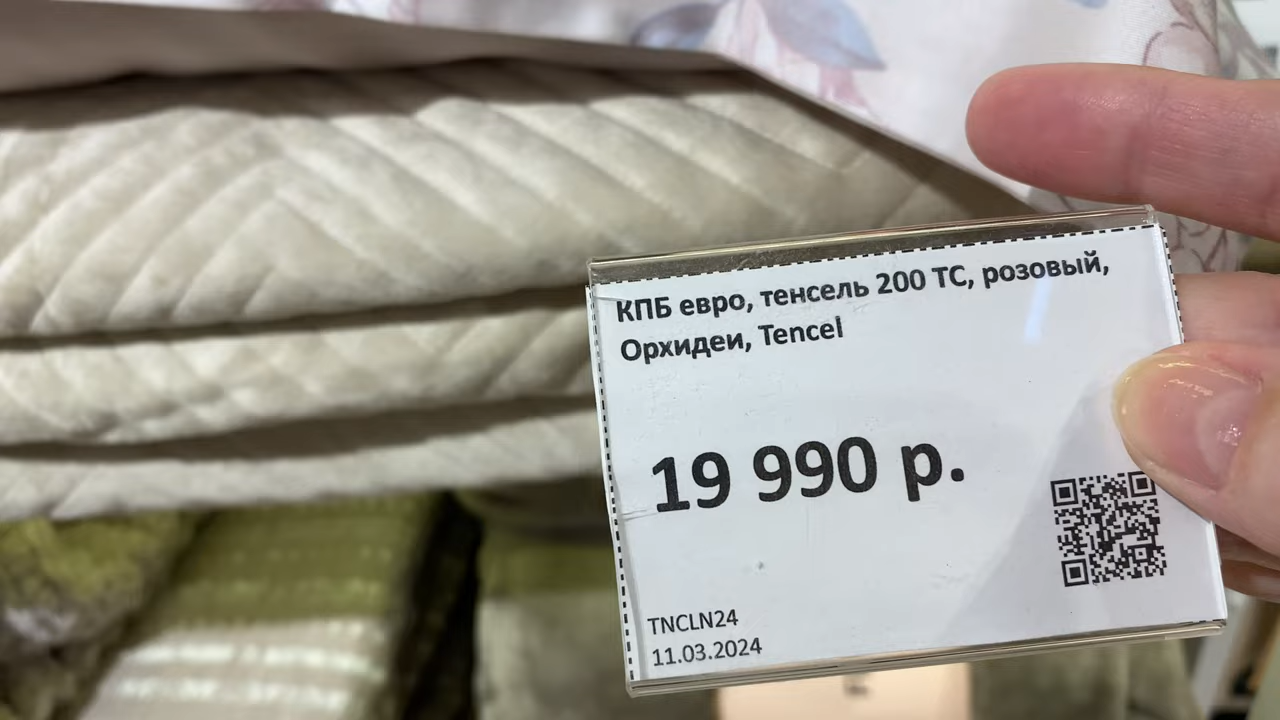 КПБ евро, тенсель 200 ТС, розовый,
Орхидеи, Tencel
19 990 р.
TNCLN24
11.03.2024